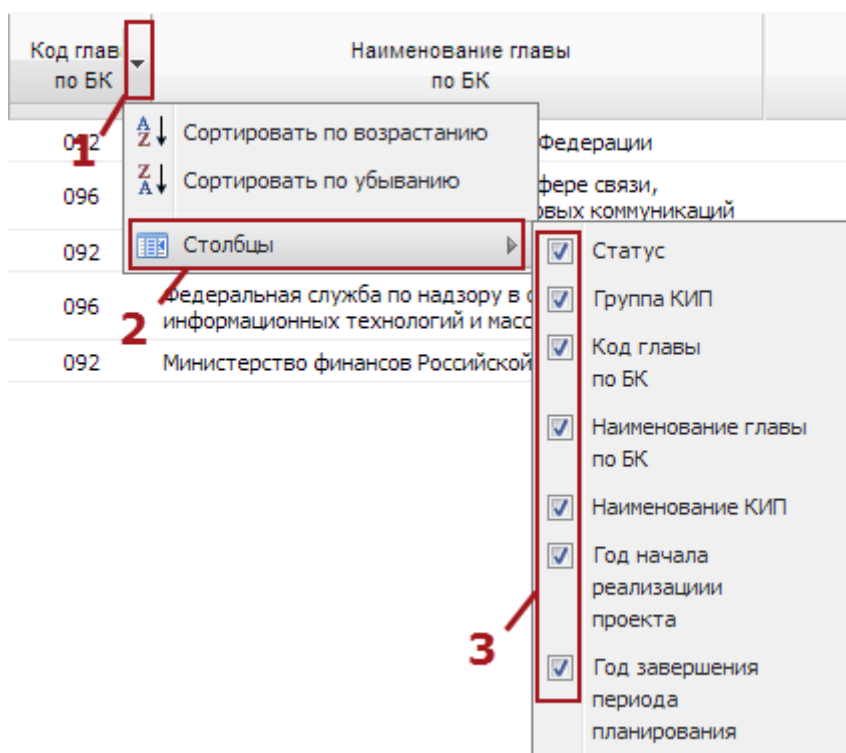 Код глав
по БК
Наименование главы
по БК
1
092
Сортировать по возрастанию
Федерации
096
Сортировать по убыванию
фере связи,
овых коммуникаций
092
Столбцы
Статус
096
2
Федеральная служба по надзору в с
информационных технологий и масс
Группа КИП
092
Министерство финансов Российской
Код главы
по БК
Наименование главы
по БК
Наименование КИП
3
Год начала
реализациии
проекта
Год завершения
периода
планирования